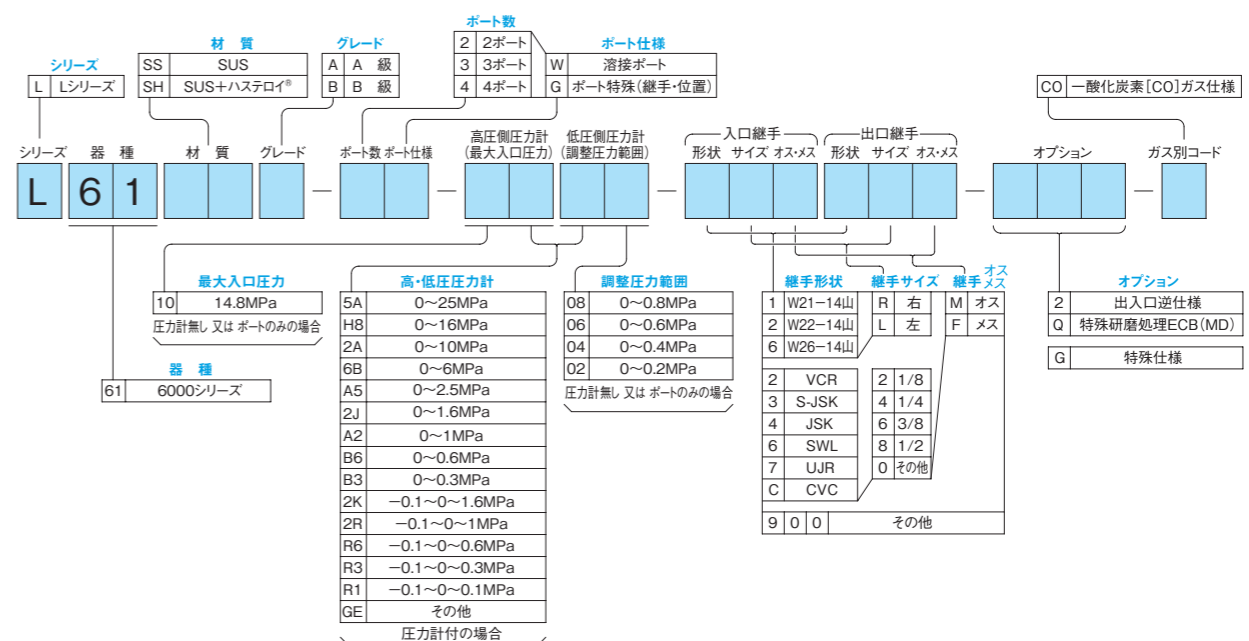 ポート数
2 2ポート
3 3ポート
4 4ポート
ポート仕様
W 溶接ポート
G ポート特殊(継手・位置)
材 質
SS SUS
SH SUS+ハステロイ®
グレード
A A 級
B B 級
シリーズ
L Lシリーズ
CO 一酸化炭素[CO]ガス仕様
シリーズ 器 種 材 質 グレード ポート数 ポート仕様
高圧側圧力計
(最大入口圧力)
低圧側圧力計
(調整圧力範囲)
入口継手
形状 サイズ オス・メス
出口継手
形状 サイズ オス・メス
オプション
ガス別コード
L 6 1 － － － － －
最大入口圧力
10 14.8MPa
圧力計無し 又は ポートのみの場合
器 種
61 6000シリーズ
高・低圧圧力計
5A 0〜25MPa
H8 0〜16MPa
2A 0〜10MPa
6B 0〜6MPa
A5 0〜2.5MPa
2J 0〜1.6MPa
A2 0〜1MPa
B6 0〜0.6MPa
B3 0〜0.3MPa
2K −0.1〜0〜1.6MPa
2R −0.1〜0〜1MPa
R6 −0.1〜0〜0.6MPa
R3 −0.1〜0〜0.3MPa
R1 −0.1〜0〜0.1MPa
GE その他
圧力計付の場合
調整圧力範囲
08 0〜0.8MPa
06 0〜0.6MPa
04 0〜0.4MPa
02 0〜0.2MPa
圧力計無し 又は ポートのみの場合
継手形状
1 W21−14山
2 W22−14山
6 W26−14山
2 VCR
3 S-JSK
4 JSK
6 SWL
7 UJR
C CVC
9 0 0 その他
継手サイズ
R 右
L 左
2 1/8
4 1/4
6 3/8
8 1/2
0 その他
継手オスメス
M オス
F メス
オプション
2 出入口逆仕様
Q 特殊研磨処理ECB(MD)
G 特殊仕様